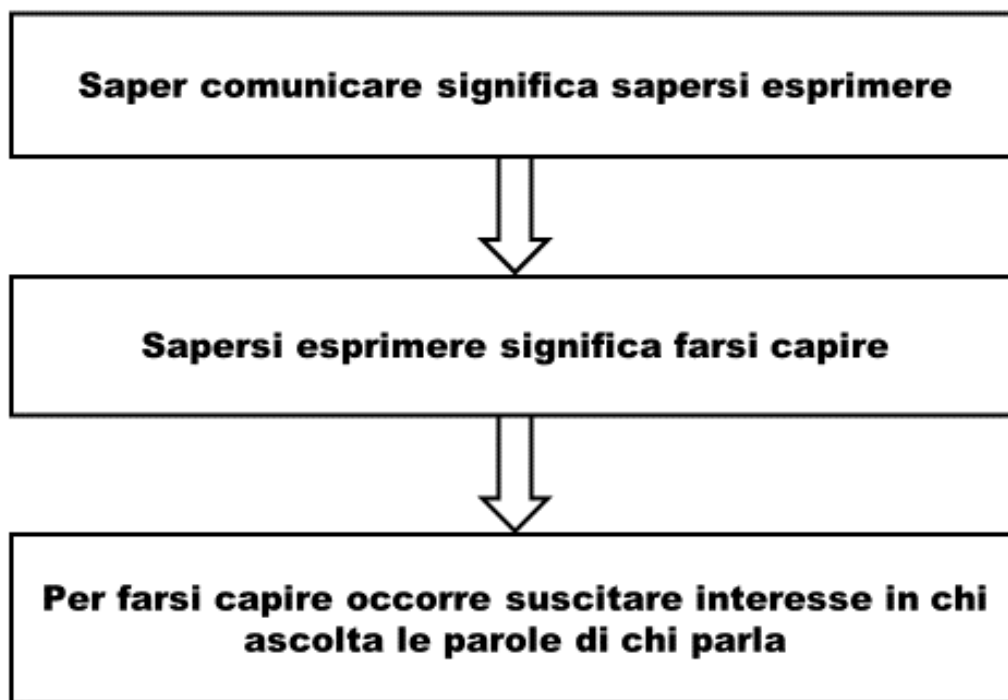 Saper comunicare significa sapersi esprimere
Sapersi esprimere significa farsi capire
Per farsi capire occorre suscitare interesse in chi
ascolta le parole di chi parla